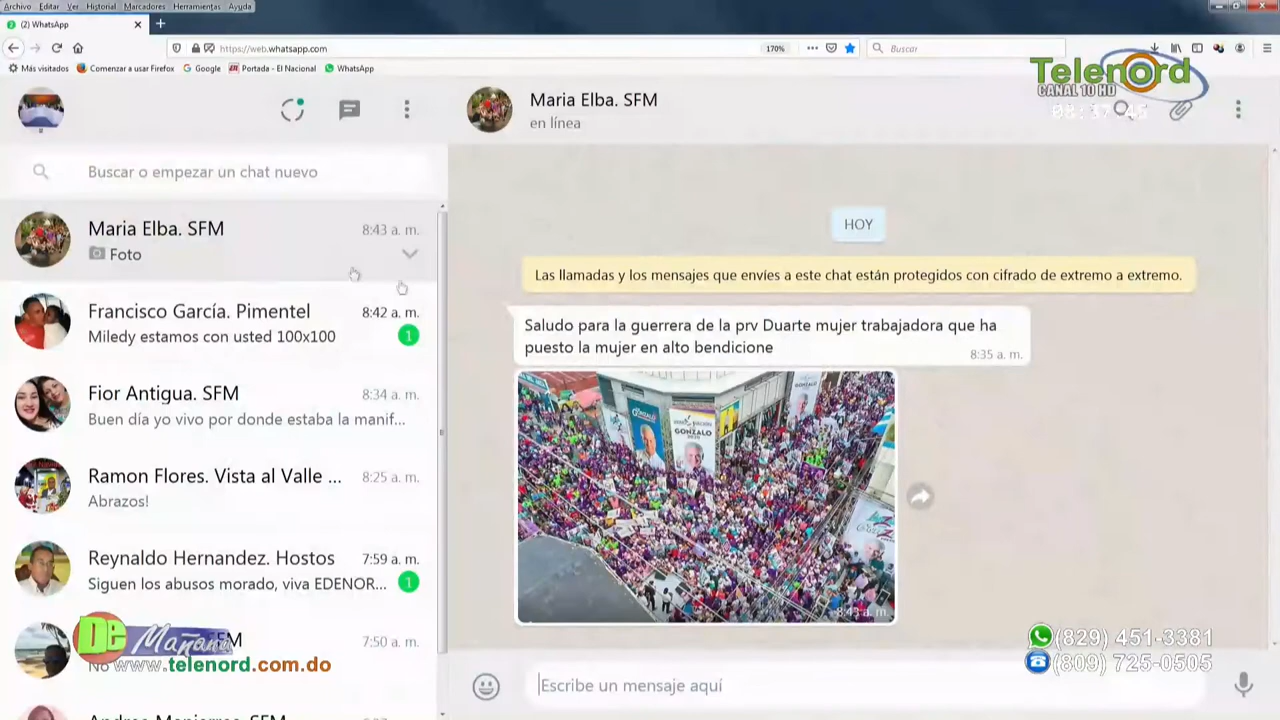 Archivo Editar Ver Historial Marcadores Herramientas Ayuda
(2) WhatsApp
https://web.whatsapp.com
170%
Buscar
Más visitados
Comenzar a usar Firefox
Google
Portada - El Nacional
WhatsApp
Telenord
CANAL 10 HD
Maria Elba. SFM
en línea
Buscar o empezar un chat nuevo
Maria Elba. SFM
8:43 a. m.
Foto
Francisco García. Pimentel
8:42 a. m.
Miledy estamos con usted 100x100
1
Fior Antigua. SFM
8:34 a. m.
Buen día yo vivo por donde estaba la manif...
Ramon Flores. Vista al Valle ...
8:25 a. m.
Abrazos!
Reynaldo Hernandez. Hostos
7:59 a. m.
Siguen los abusos morado, viva EDENOR...
1
7:50 a. m.
De Mañana
www.telenord.com.do
HOY
Las llamadas y los mensajes que envíes a este chat están protegidos con cifrado de extremo a extremo.
Saludo para la guerrera de la prv Duarte mujer trabajadora que ha
puesto la mujer en alto bendicione
8:35 a. m.
GONZALO
8:43 a. m.
(829) 451-3381
(809) 725-0505
Escribe un mensaje aquí